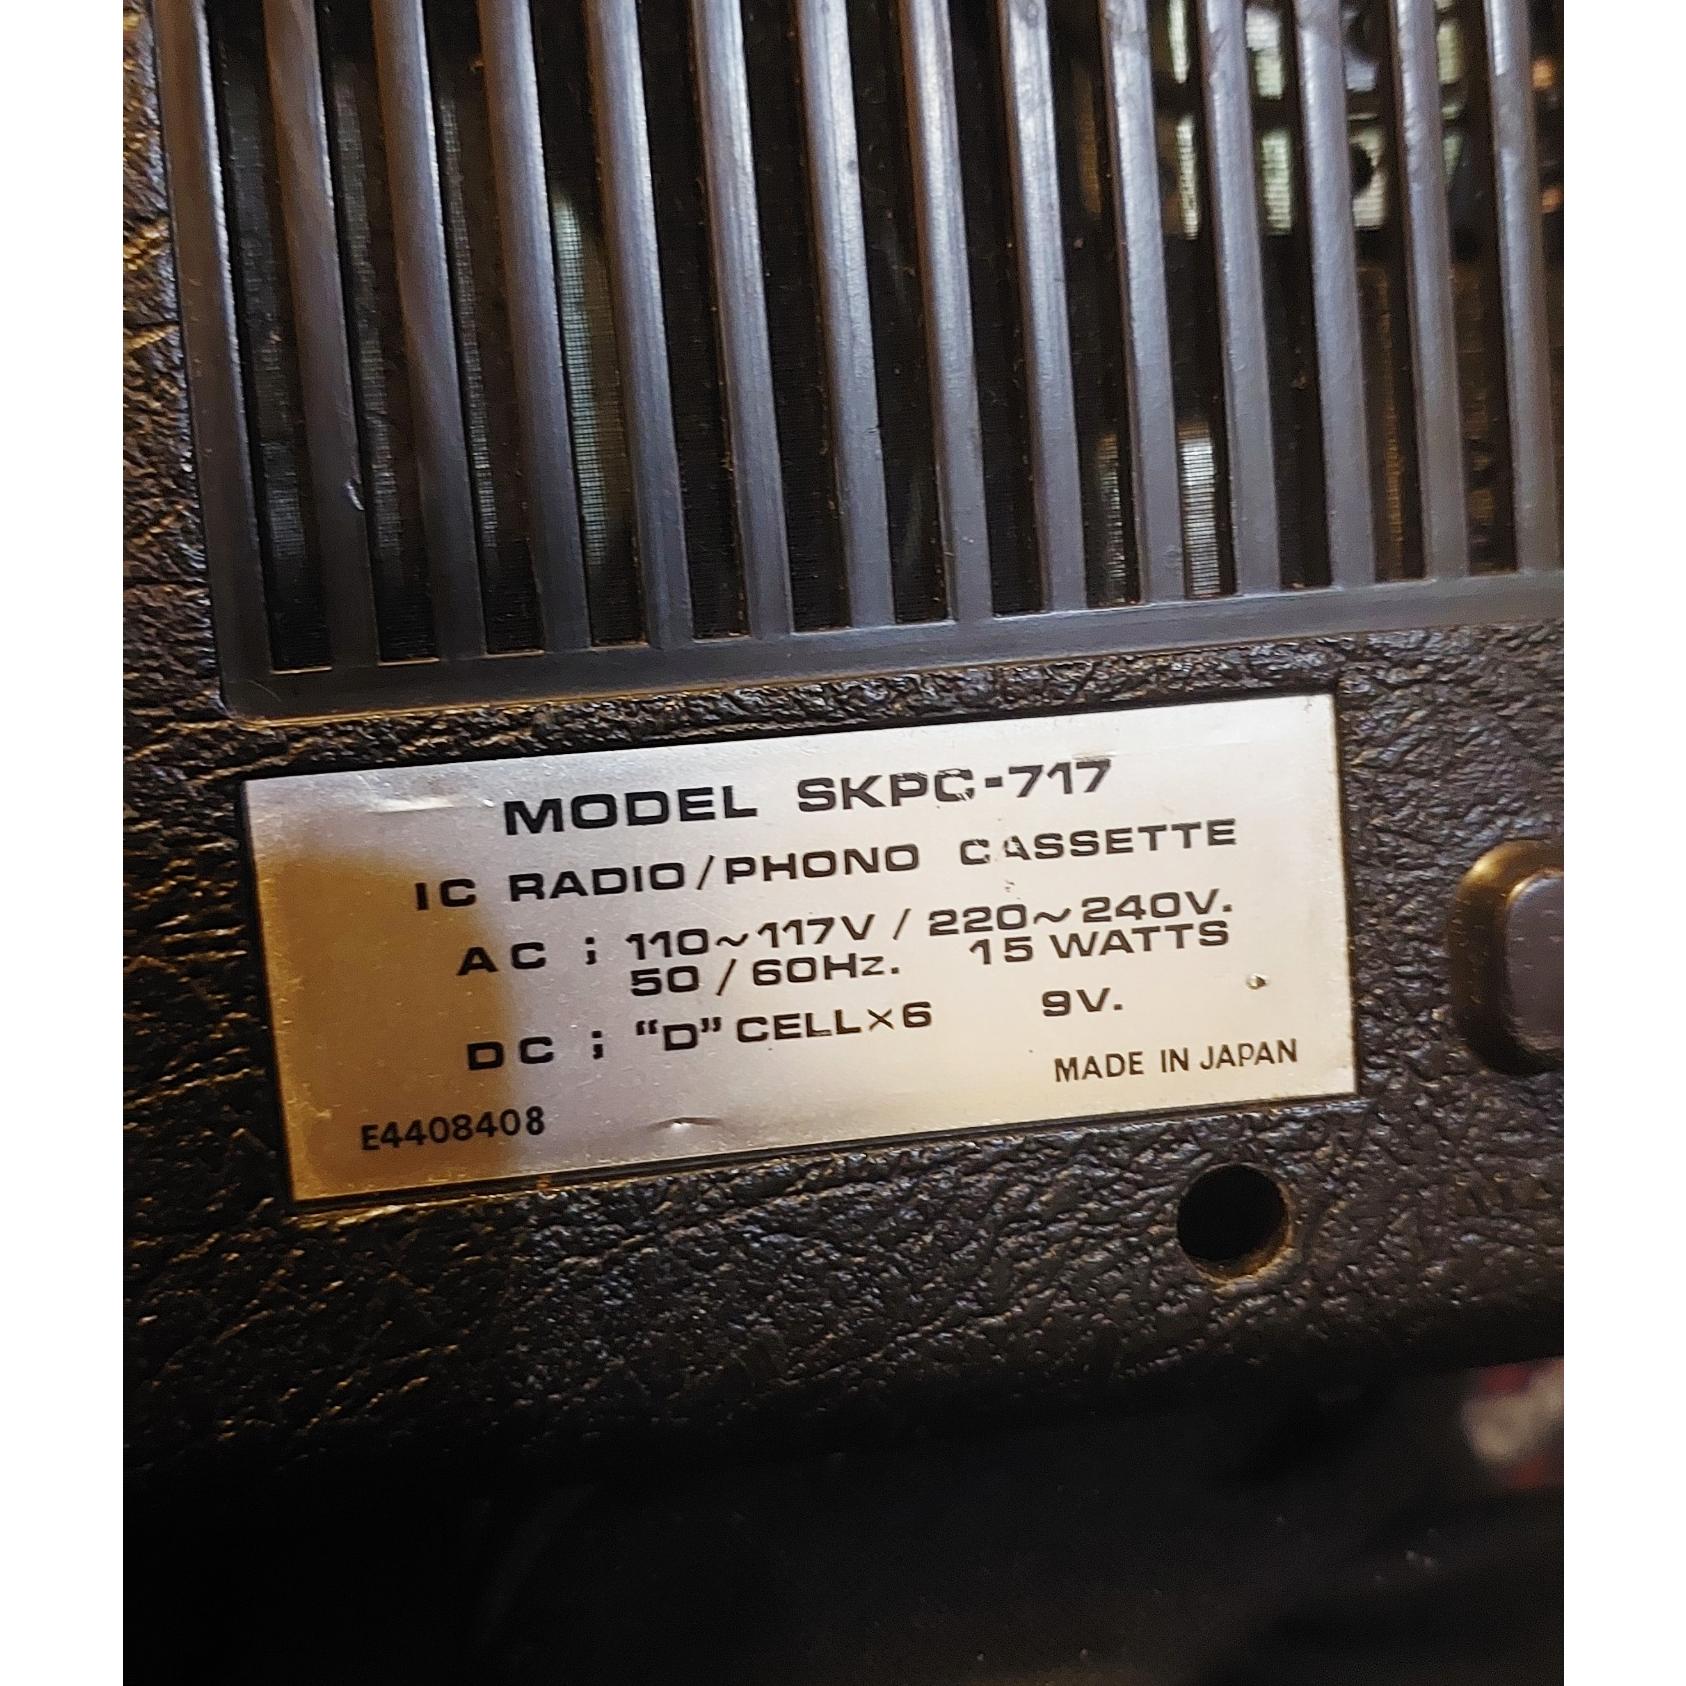 MODEL SKPC-717
IC RADIO/PHONO CASSETTE
AC ; 110~117V / 220~240V.
50 / 60Hz. 15 WATTS
DC ; "D" CELL×6 9V.
MADE IN JAPAN
E4408408